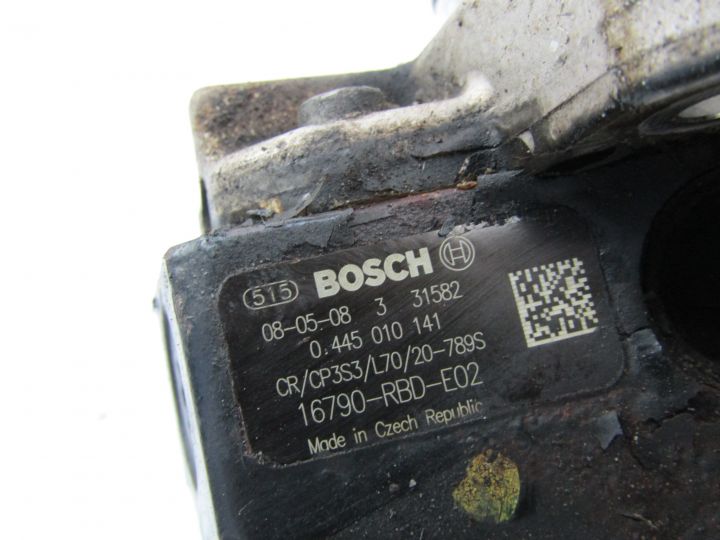 515 BOSCH
08-05-08 3 31582
0.445 010 141
CR/CP3S3/L70/20-789S
16790-RBD-E02
Made in Czech Republic